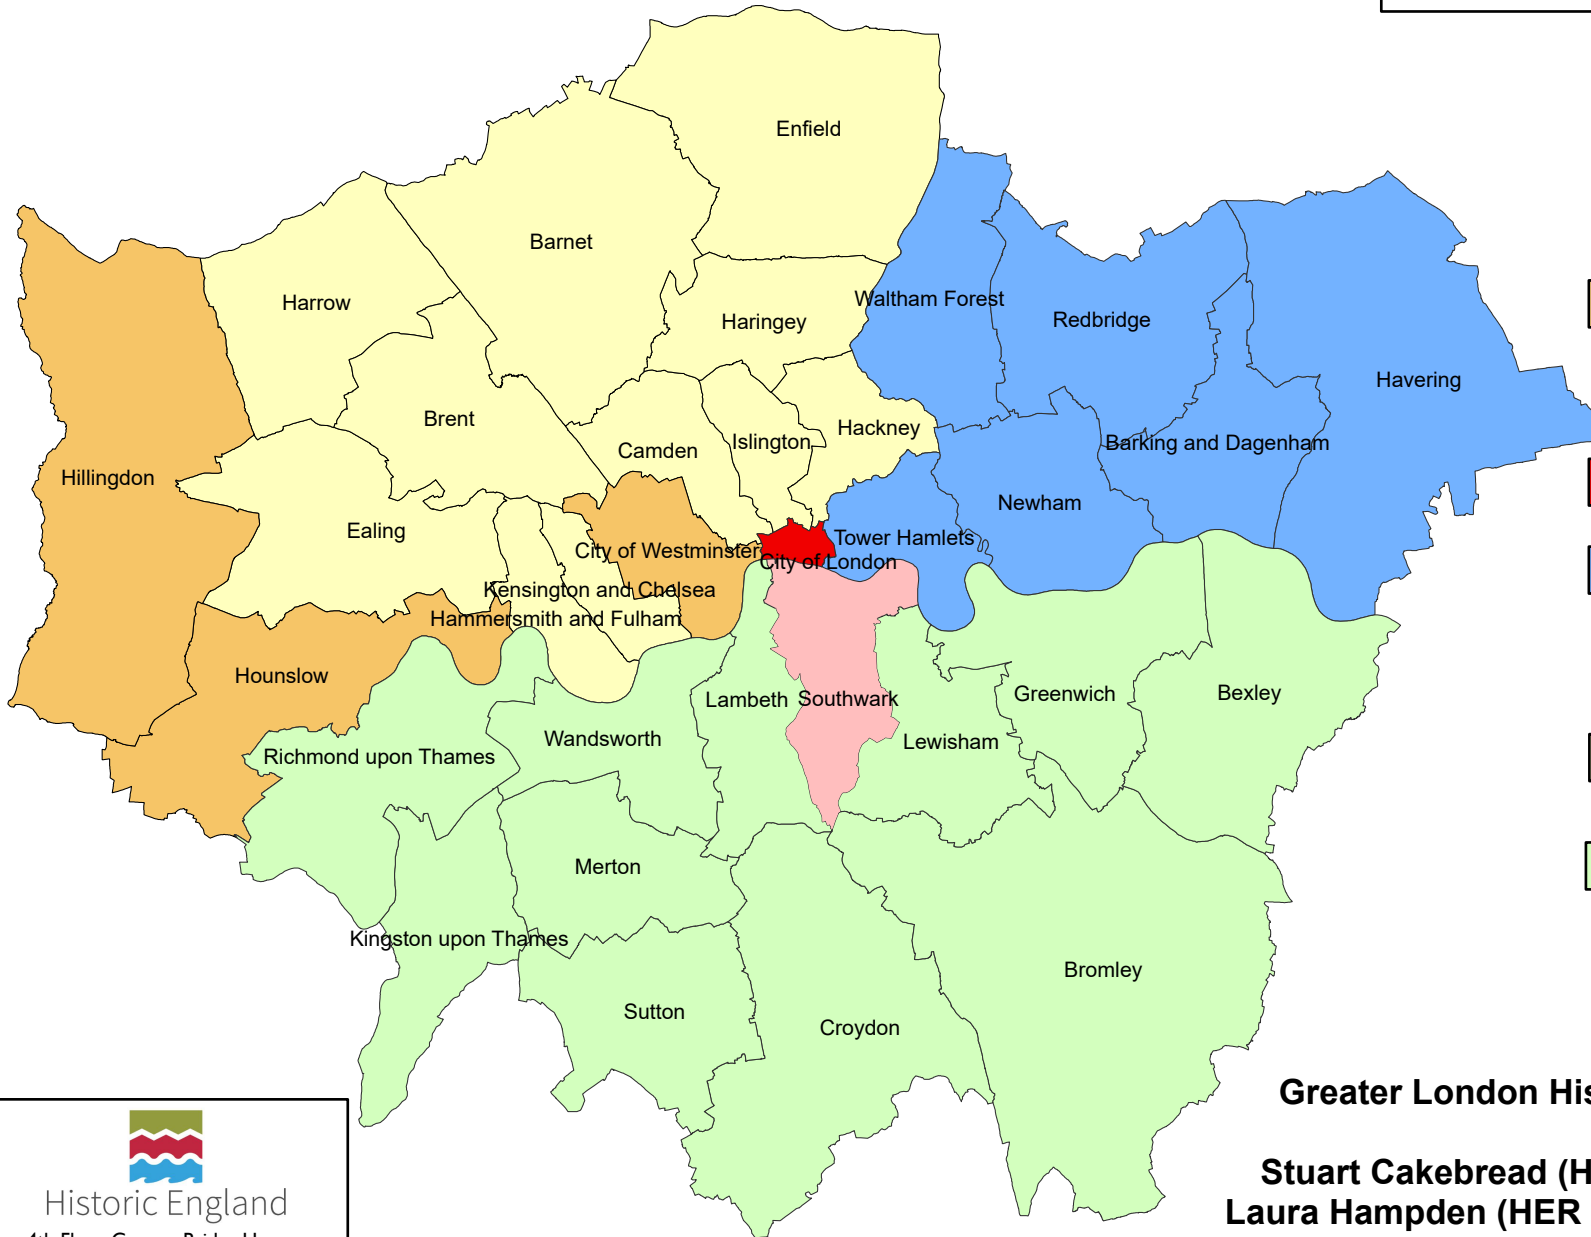 Enfield
Barnet
Harrow
Haringey
Waltham Forest
Redbridge
Havering
Brent
Hackney
Islington
Camden
Barking and Dagenham
Hillingdon
Newham
Ealing
Tower Hamlets
City of Westminster
City of London
Kensington and Chelsea
Hammersmith and Fulham
Hounslow
Lambeth
Southwark
Greenwich
Bexley
Wandsworth
Lewisham
Richmond upon Thames
Merton
Kingston upon Thames
Bromley
Sutton
Croydon
Greater London His
Stuart Cakebread (H
Laura Hampden (HER
Historic England